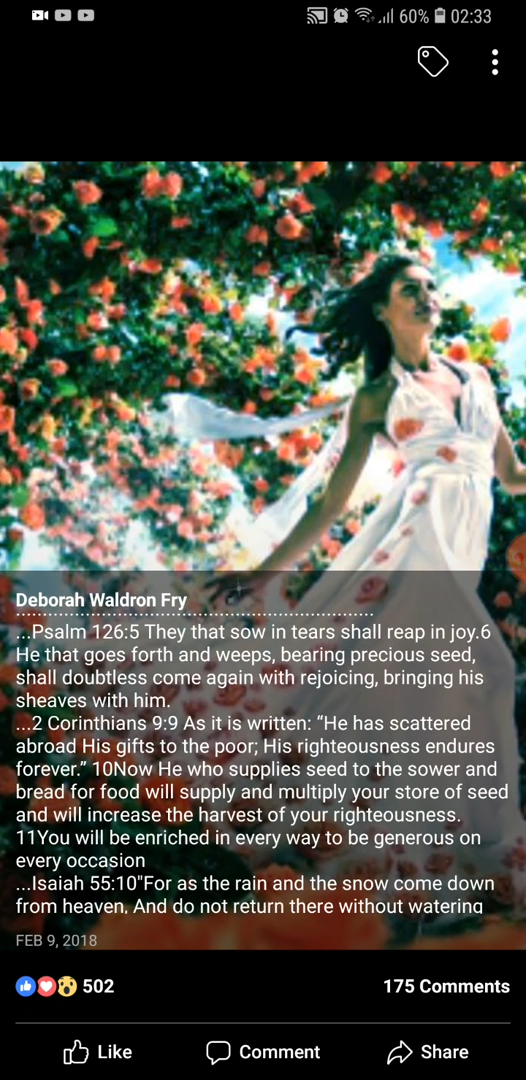 60% 02:33
Deborah Waldron Fry
.......................................................................
...Psalm 126:5 They that sow in tears shall reap in joy.6
He that goes forth and weeps, bearing precious seed,
shall doubtless come again with rejoicing, bringing his
sheaves with him.
...2 Corinthians 9:9 As it is written: “He has scattered
abroad His gifts to the poor; His righteousness endures
forever.” 10Now He who supplies seed to the sower and
bread for food will supply and multiply your store of seed
and will increase the harvest of your righteousness.
11You will be enriched in every way to be generous on
every occasion
...Isaiah 55:10"For as the rain and the snow come down
from heaven, And do not return there without watering
FEB 9, 2018
502 175 Comments
Like Comment Share